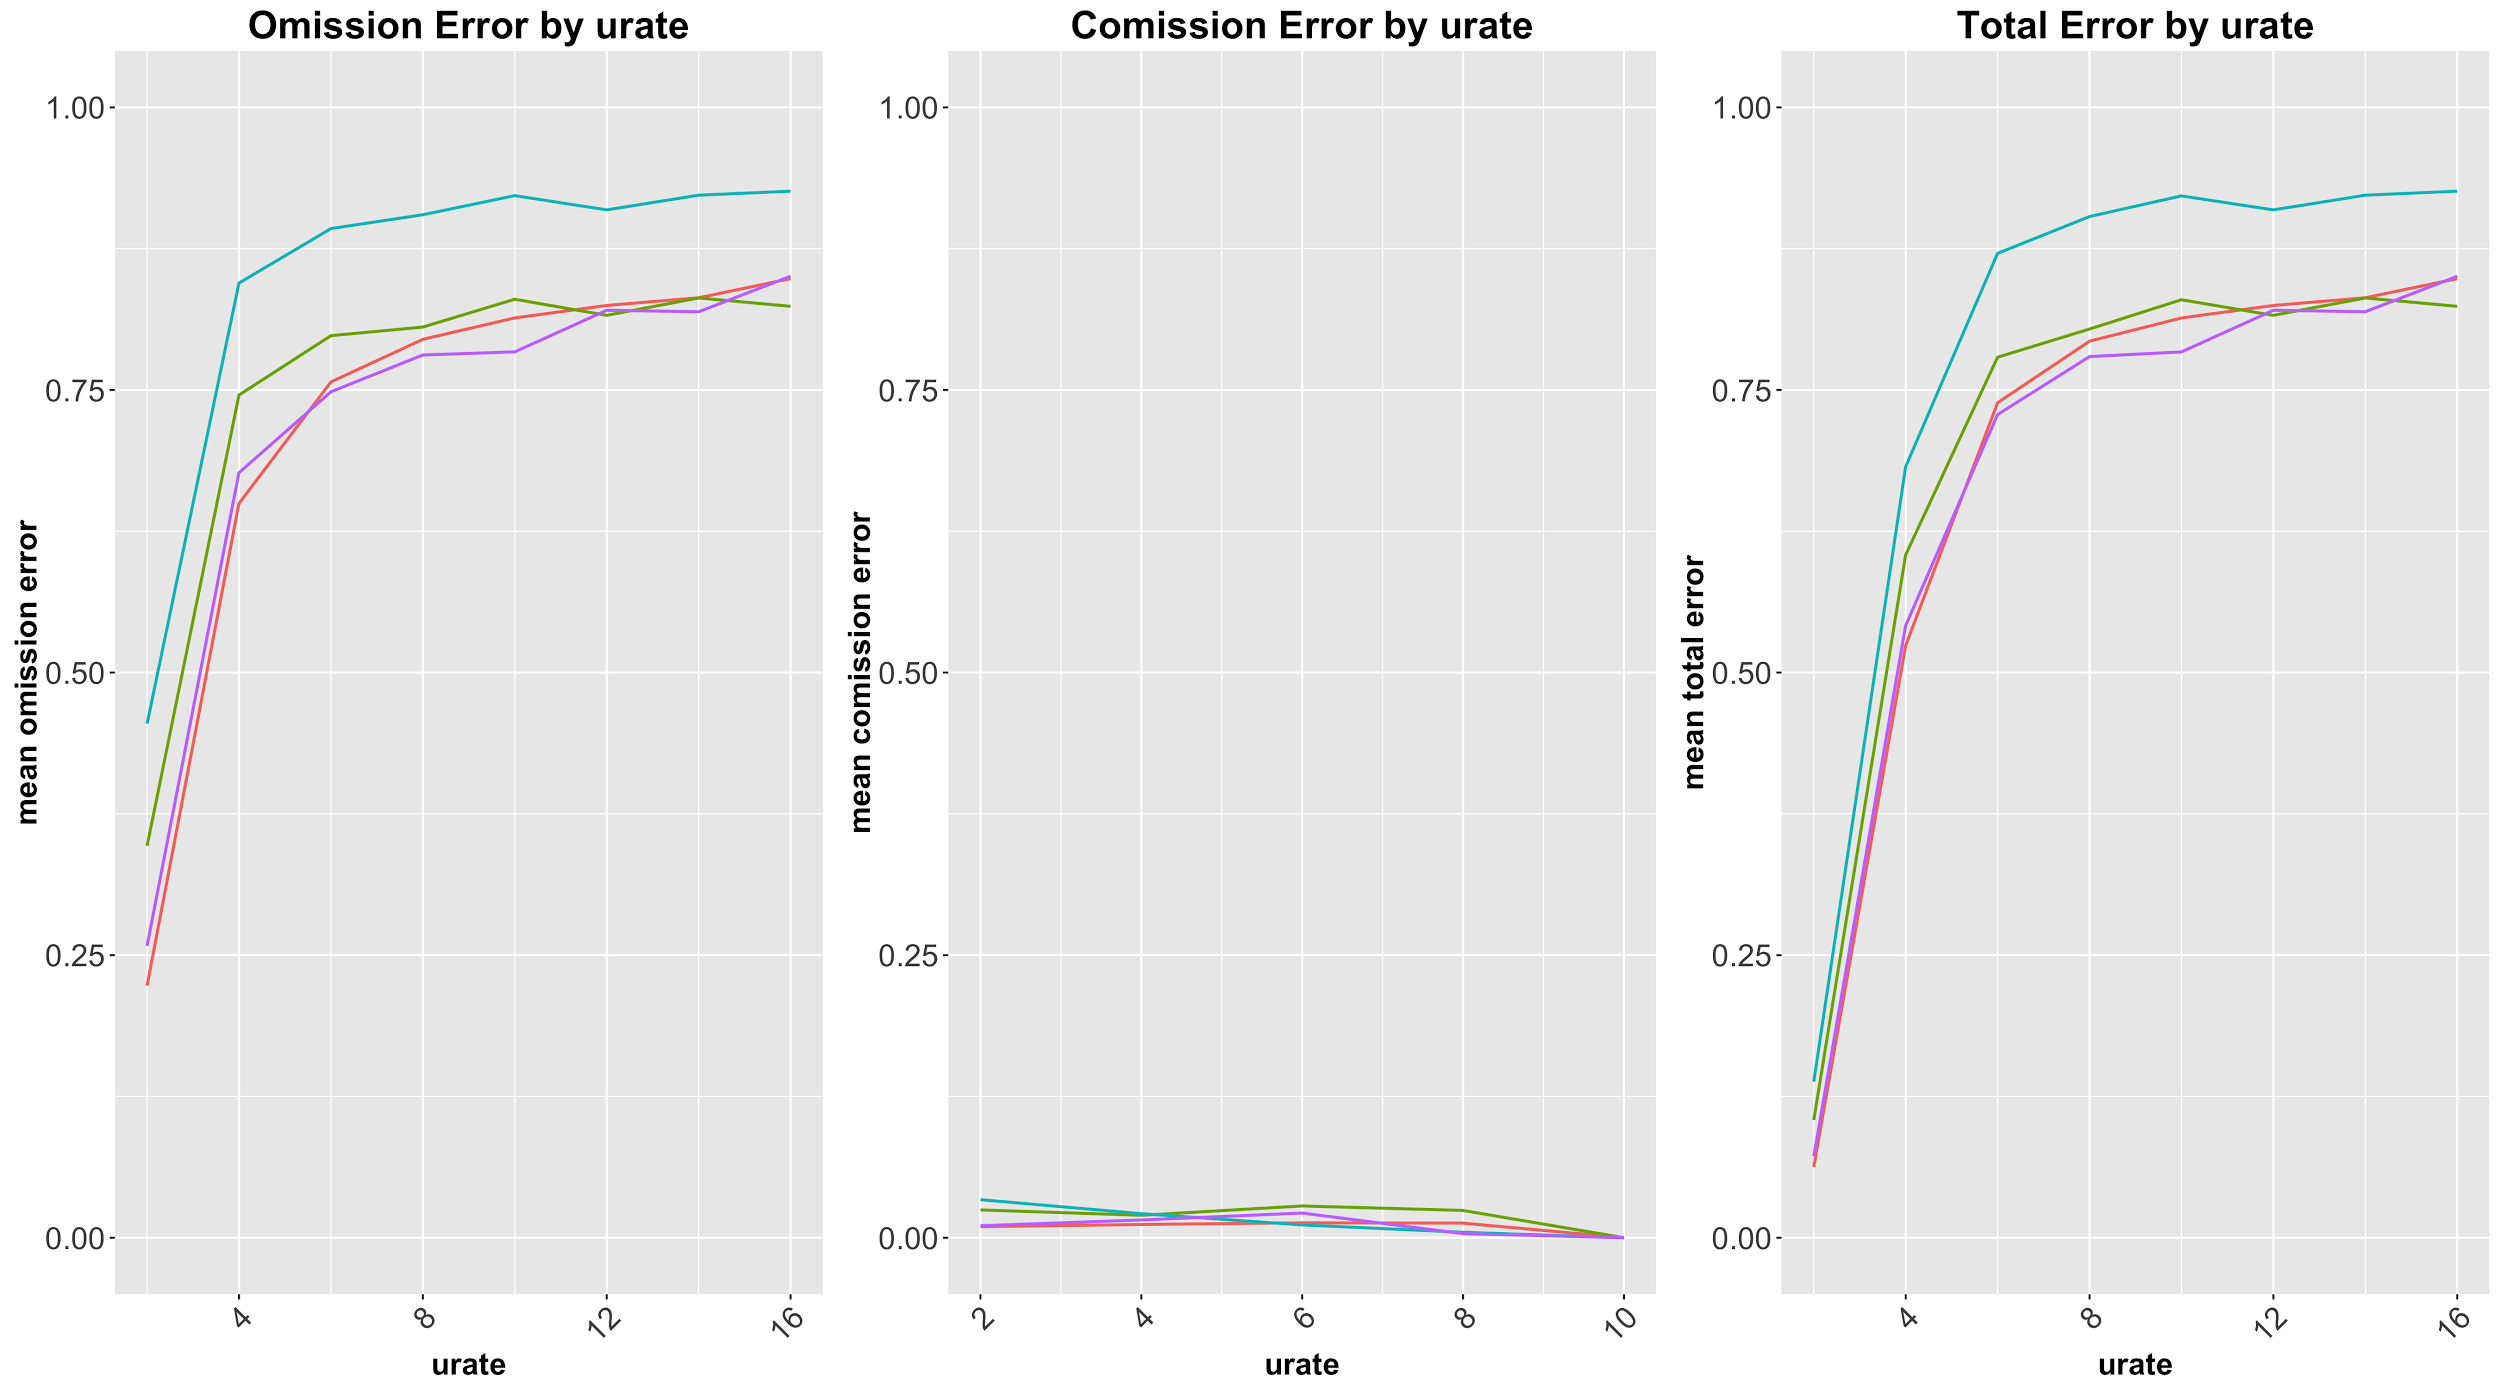 Omission Error by urate
mean omission error
1.00
0.75
0.50
0.25
0.00
4 8 12 16
urate
Comission Error by urate
mean comission error
1.00
0.75
0.50
0.25
0.00
2 4 6 8 10
urate
Total Error by urate
mean total error
1.00
0.75
0.50
0.25
0.00
4 8 12 16
urate